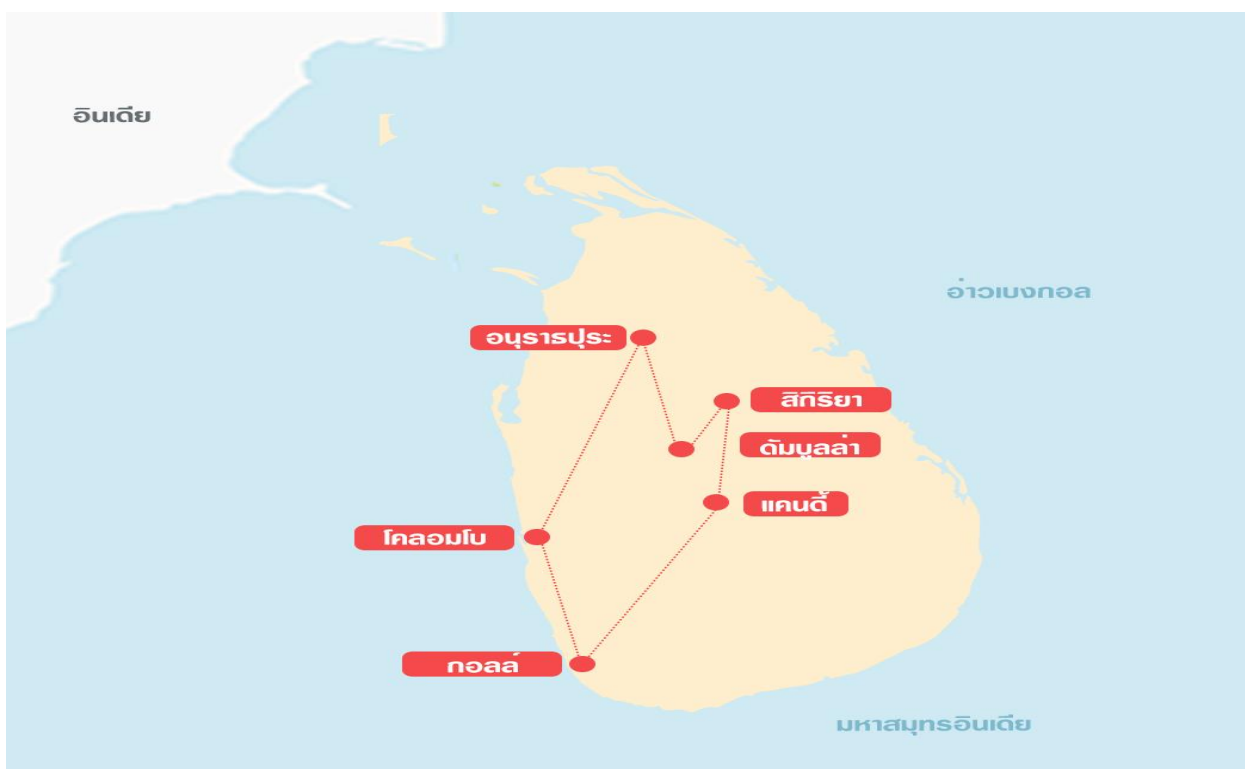 อินเดีย
อ่าวเบงกอล
อนุราธปุระ
สิกิริยา
ดัมบูลล่า
แคนดี้
โคลอมโบ
กอลล์
มหาสมุทรอินเดีย